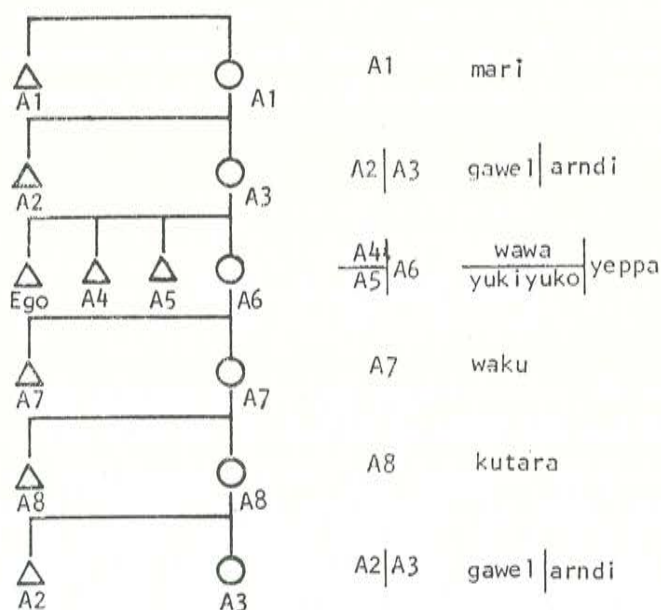 A1 A1 A1 mari
A2 A3 A2|A3 gawel|arndi
A4 wawa
Ego A4 A5 A6 A5|A6 yukiyuko|yeppa
A7 A7 A7 waku
A8 A8 A8 kutara
A2 A3 A2|A3 gawel|arndi